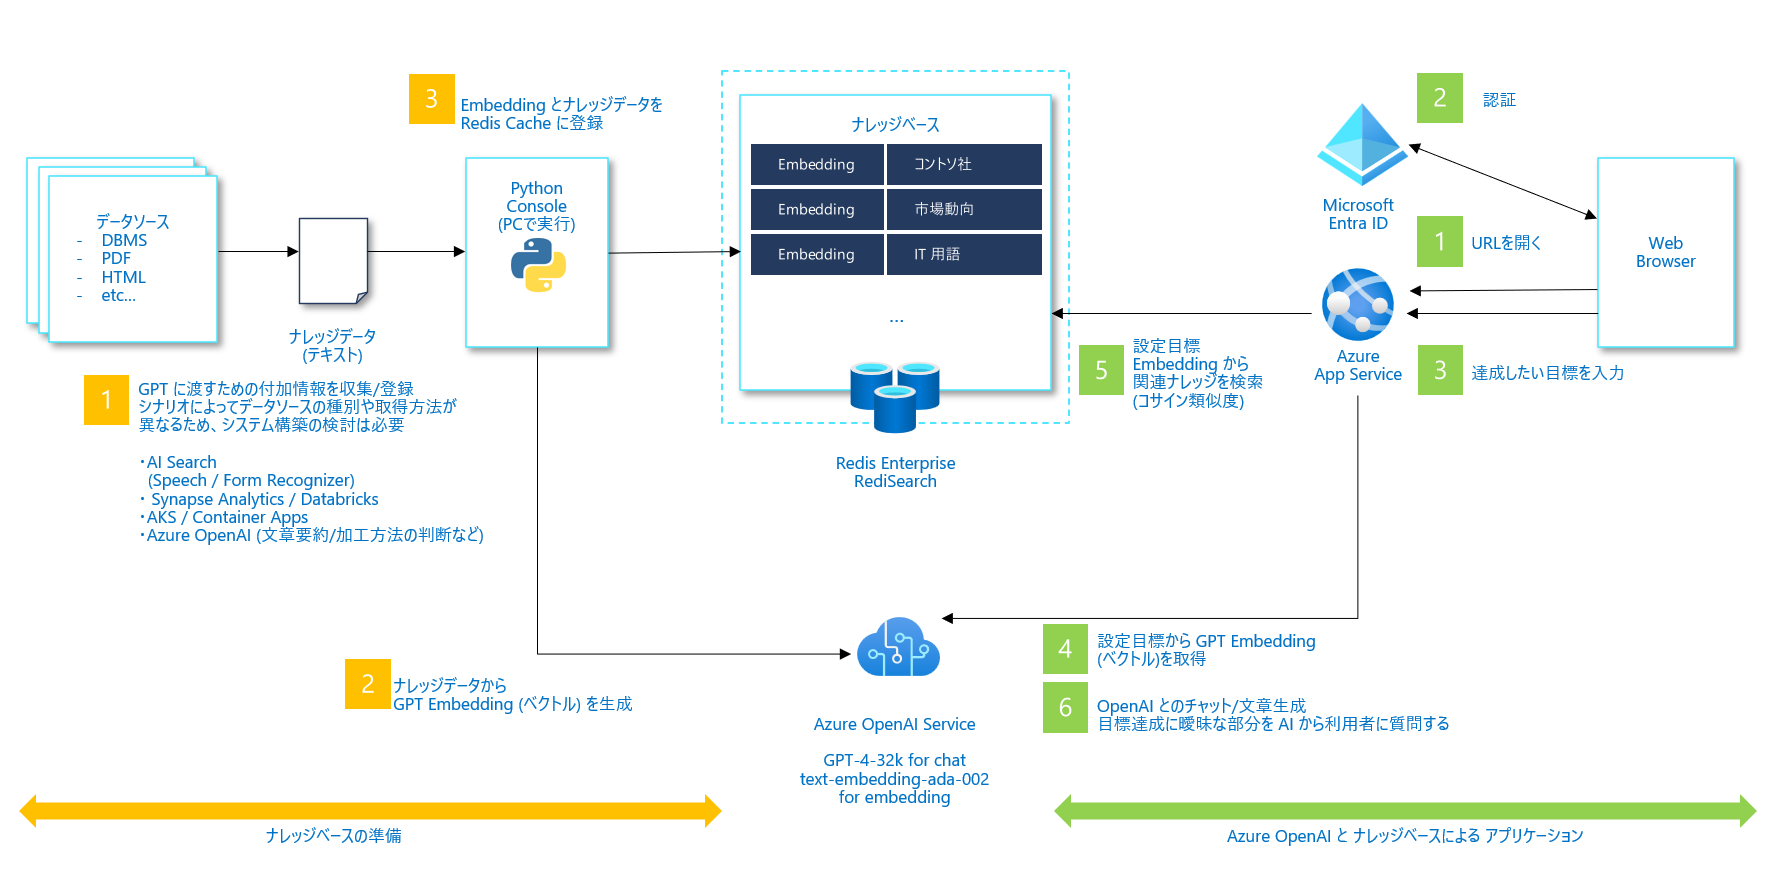 3
Embedding とナレッジデータを
Redis Cache に登録
データソース
- DBMS
- PDF
- HTML
- etc...
ナレッジデータ
(テキスト)
Python
Console
(PCで実行)
ナレッジベース
Embedding コントソ社
Embedding 市場動向
Embedding IT 用語
...
Redis Enterprise
RediSearch
2
認証
Microsoft
Entra ID
1
URLを開く
Web
Browser
Azure
App Service
3
達成したい目標を入力
5
設定目標
Embedding から
関連ナレッジを検索
(コサイン類似度)
1
GPT に渡すための付加情報を収集/登録
シナリオによってデータソースの種別や取得方法が
異なるため、システム構築の検討は必要
・AI Search
(Speech / Form Recognizer)
・ Synapse Analytics / Databricks
・AKS / Container Apps
・Azure OpenAI (文章要約/加工方法の判断など)
2
ナレッジデータから
GPT Embedding (ベクトル) を生成
Azure OpenAI Service
GPT-4-32k for chat
text-embedding-ada-002
for embedding
4
設定目標から GPT Embedding
(ベクトル)を取得
6
OpenAI とのチャット/文章生成
目標達成に曖昧な部分を AI から利用者に質問する
ナレッジベースの準備
Azure OpenAI と ナレッジベースによる アプリケーション